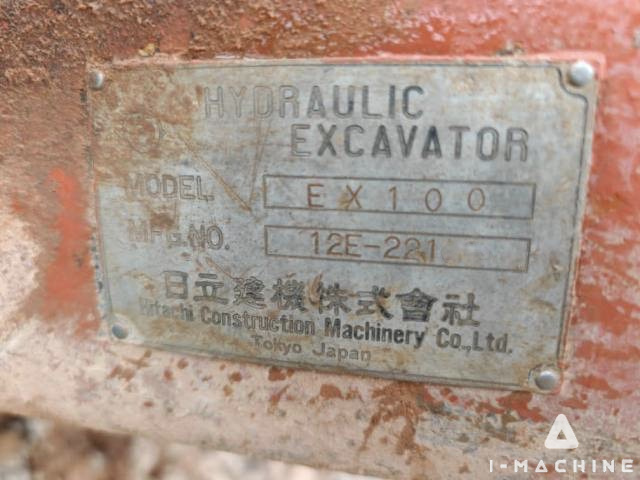 HYDRAULIC
EXCAVATOR
MODEL. EX100
MFG.NO. 12E-221
日立建機株式會社
Hitachi Construction Machinery Co.,Ltd.
Tokyo Japan
I-MACHINE